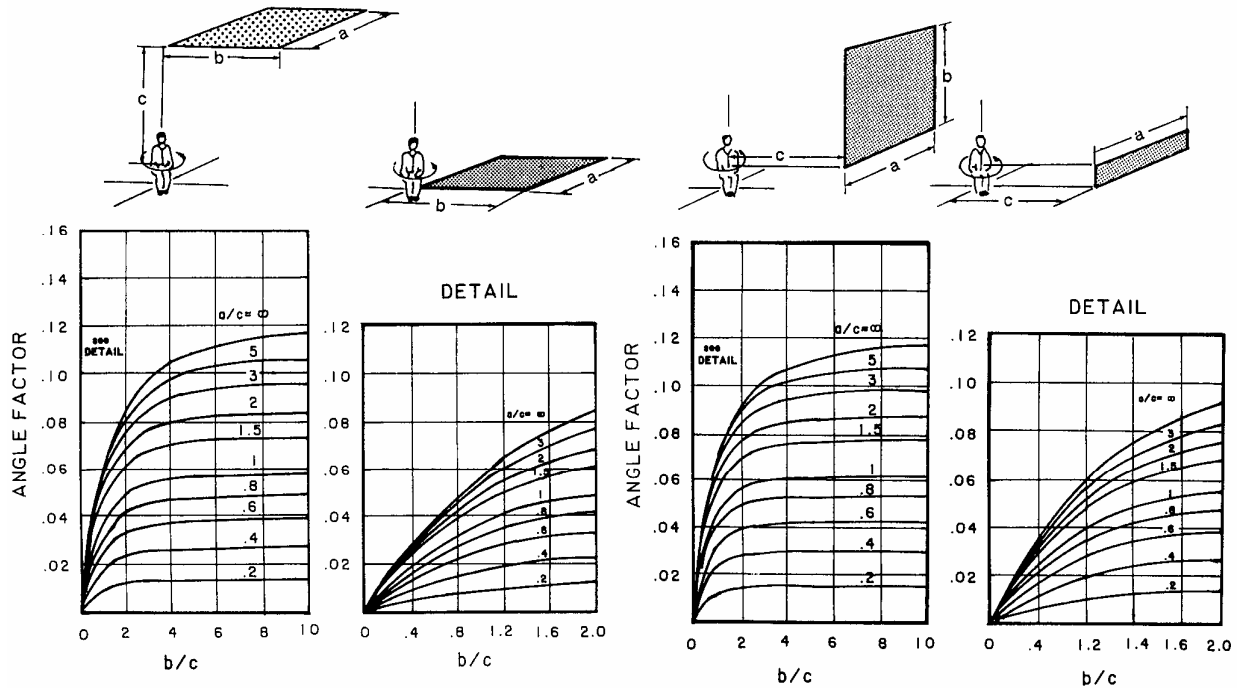 a
b
c
a
b
b
c
a
a
c
ANGLE FACTOR
.16
.14
.12
.10
.08
.06
.04
.02
see
DETAIL
a/c= ∞
5
3
2
1.5
1
.8
.6
.4
.2
0 2 4 6 8 10
b/c
DETAIL
.12
.10
.08
.06
.04
.02
a/c= ∞
3
2
1.5
1
.8
.6
.4
.2
0 .4 .8 1.2 1.6 2.0
b/c
ANGLE FACTOR
.16
.14
.12
.10
.08
.06
.04
.02
see
DETAIL
a/c=∞
5
3
2
1.5
1
.8
.6
.4
.2
0 2 4 6 8 10
b/c
DETAIL
.12
.10
.08
.06
.04
.02
a/c= ∞
3
2
1.5
1
.8
.6
.4
.2
0 .4 1.2 1.4 1.6 2.0
b/c